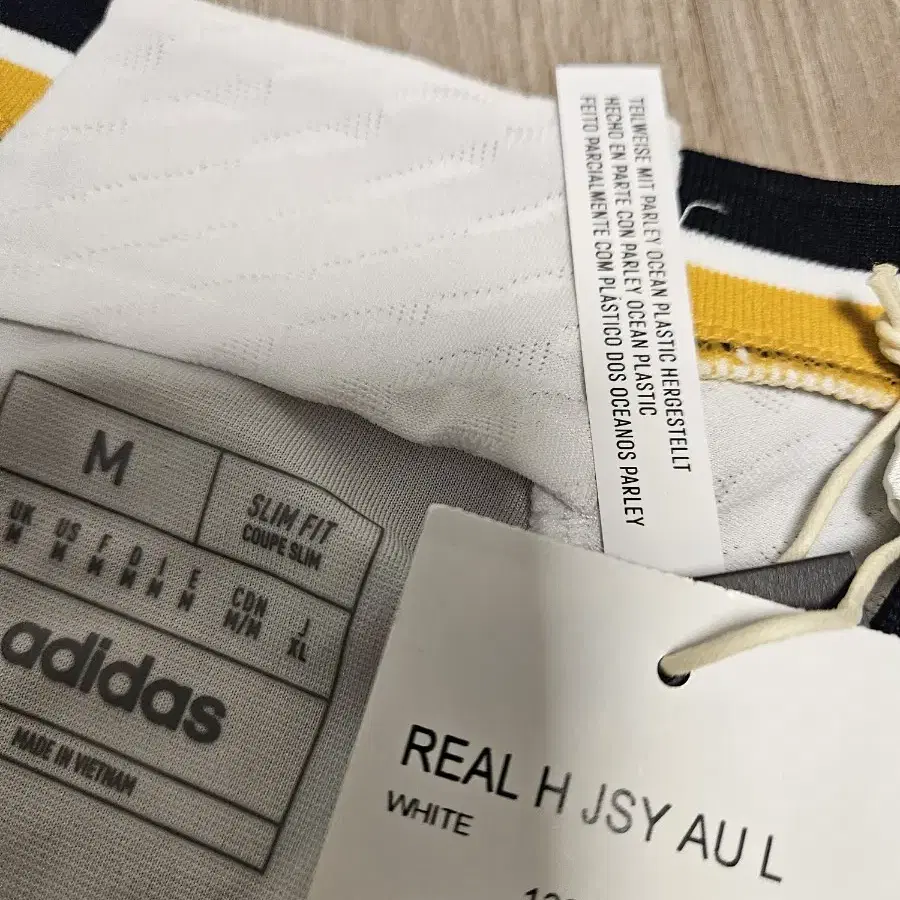 TEILWEISE MIT PARLEY OCEAN PLASTIC HERGESTELLT
HECHO EN PARTE CON PARLEY OCEAN PLASTIC
FEITO PARCIALMENTE COM PLÁSTICO DOS OCEANOS PARLEY
M
SLIM FIT
COUPE SLIM
UK US F D I E CDN J
M M M M M M M/M XL
adidas
MADE IN VIETNAM
REAL H JSY AU L
WHITE